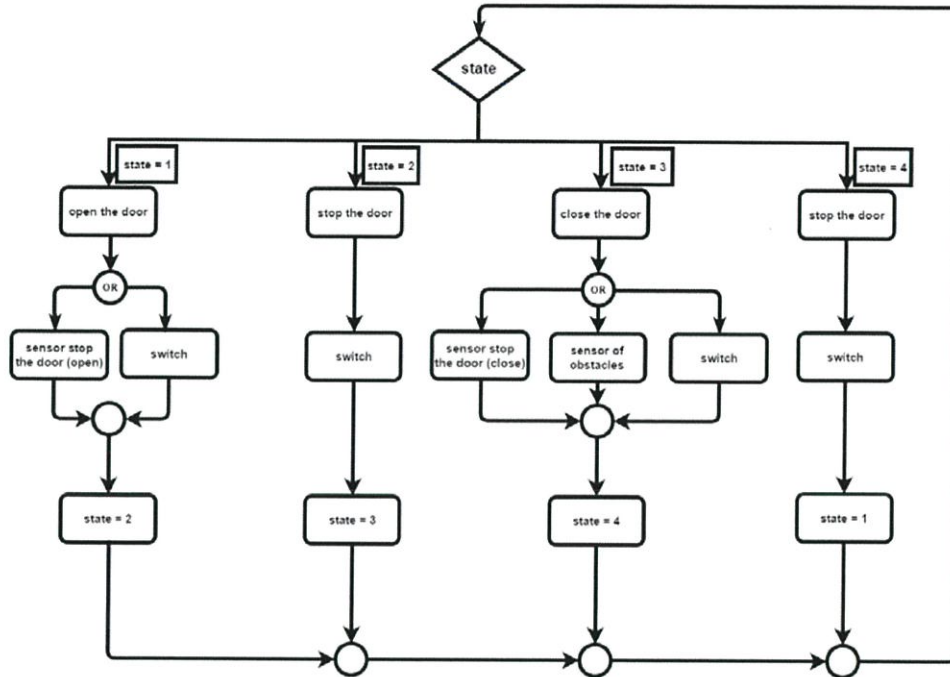 state
state = 1
state = 2
state = 3
state = 4
open the door
stop the door
close the door
stop the door
OR
OR
sensor stop
the door (open)
switch
switch
sensor stop
the door (close)
sensor of
obstacles
switch
switch
state = 2
state = 3
state = 4
state = 1